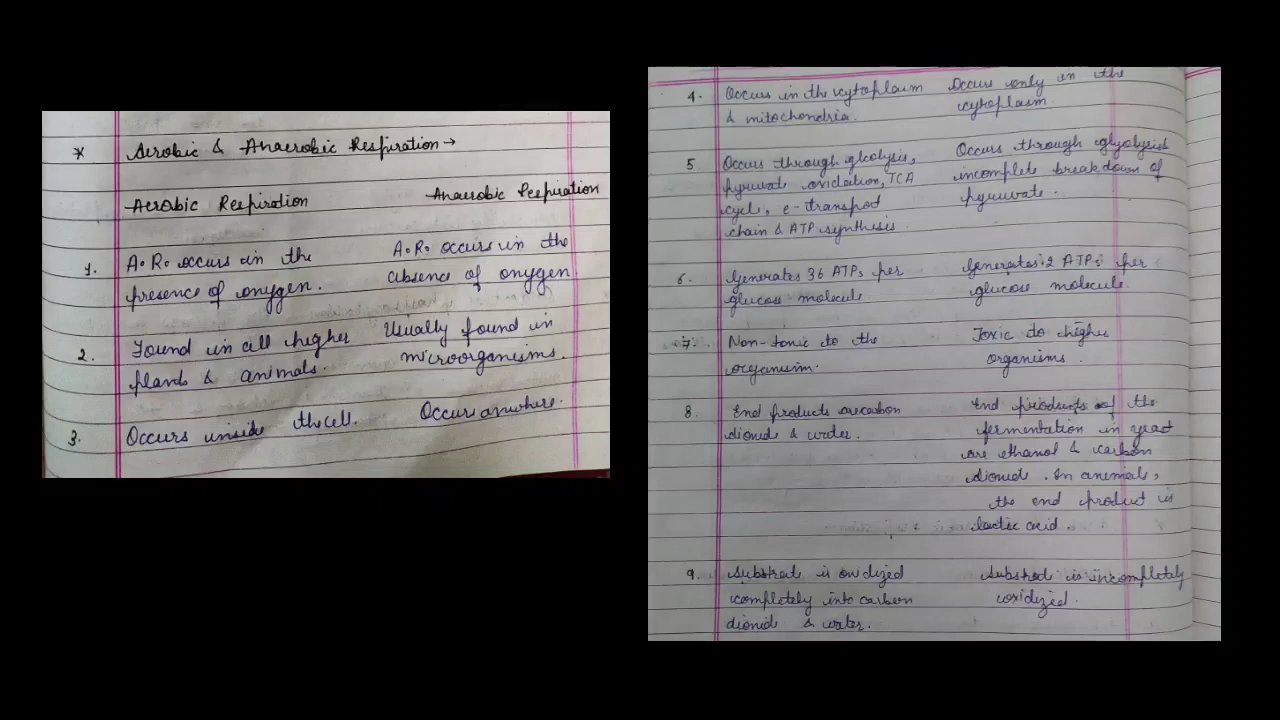 * Aerobic & Anaerobic Respiration →
Aerobic Respiration Anaerobic Respiration
1. A.R. occurs in the A.R. occurs in the
presence of oxygen. absence of oxygen
2. Found in all higher Usually found in
plants & animals. microorganisms.
3. Occurs inside the cell. Occurs anwhere.
4. Occurs in the cytoplasm Occurs only in the
& mitochondria. cytoplasm.
5 Occurs through glcolysis, Occurs through glyolysis
pyruvate oxidation, TCA incomplete breakdown of
cycle, e-transport pyruvate.
chain & ATP synthesis.
6. Generates 36 ATPs per Generates 2 ATPs per
glucose molecule glucose molecule.
7. Non-toxic to the Toxic to higher
organism. organisms.
8. End products are carbon End products of the
dioxide & water. fermentation in yeast
are ethanol & carbon
dioxide. In animals,
the end product is
lactic acid.
9. Substrate is oxidized Substrate is incompletely
completely into carbon oxidized.
dioxide & water.